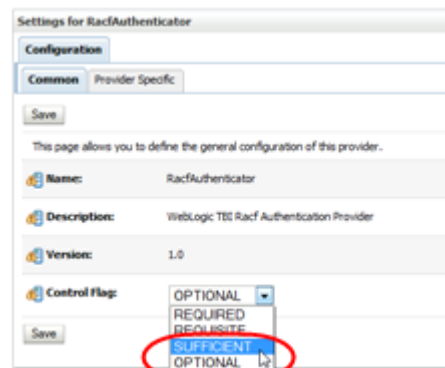 Settings for RacfAuthenticator
Configuration
Common Provider Specific
Save
This page allows you to define the general configuration of this provider.
Name: RacfAuthenticator
Description: WebLogic TBI Racf Authentication Provider
Version: 1.0
Control Flag: OPTIONAL
REQUIRED
REQUISITE
Save
SUFFICIENT
OPTIONAL